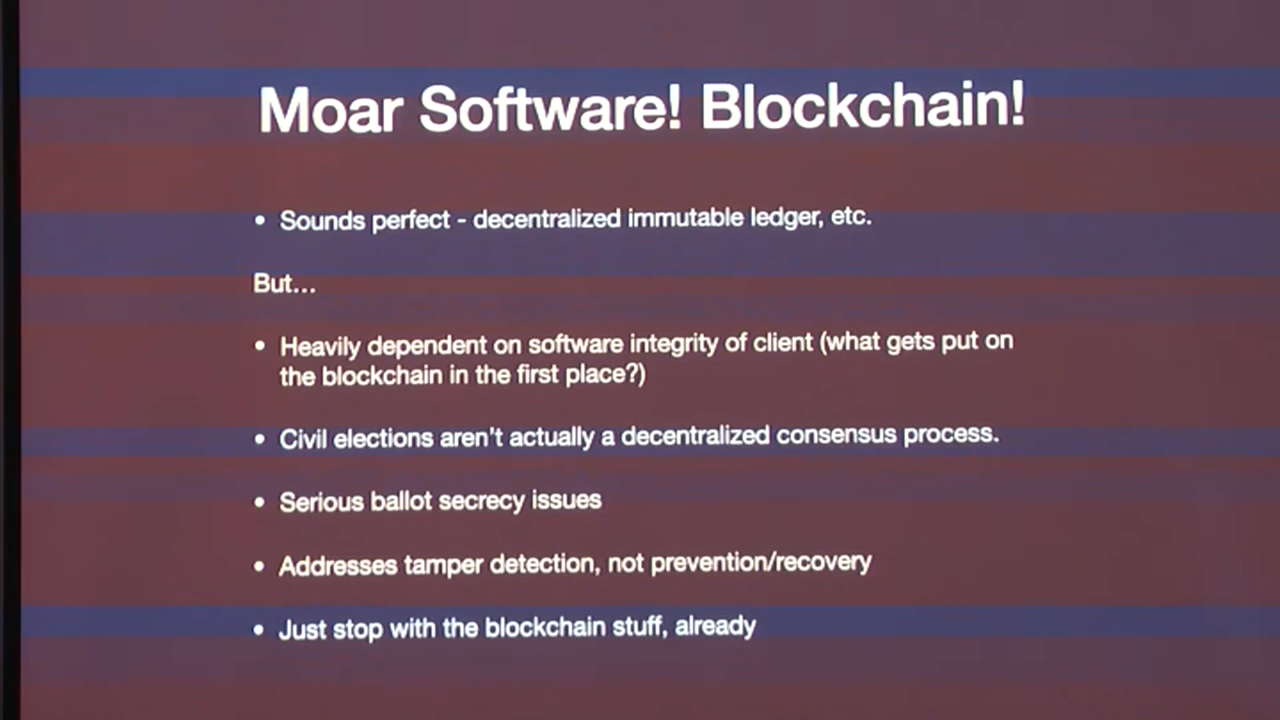 Moar Software! Blockchain!
• Sounds perfect - decentralized immutable ledger, etc.
But...
• Heavily dependent on software integrity of client (what gets put on
the blockchain in the first place?)
• Civil elections aren't actually a decentralized consensus process.
• Serious ballot secrecy issues
• Addresses tamper detection, not prevention/recovery
• Just stop with the blockchain stuff, already